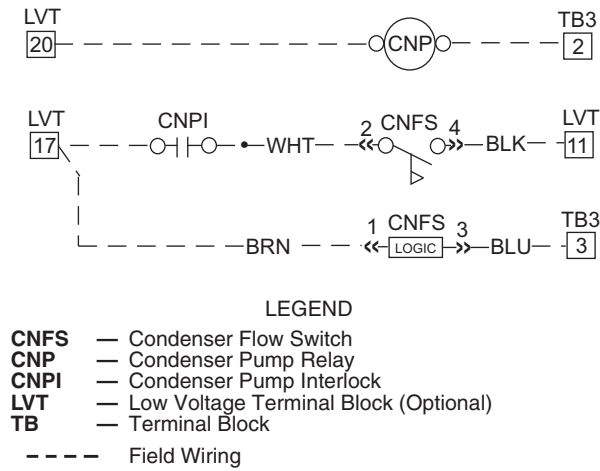 LVT TB3
20 CNP 2
LVT CNPI 2 CNFS 4 LVT
17 WHT BLK 11
1 CNFS 3 TB3
BRN LOGIC BLU 3
LEGEND
CNFS — Condenser Flow Switch
CNP — Condenser Pump Relay
CNPI — Condenser Pump Interlock
LVT — Low Voltage Terminal Block (Optional)
TB — Terminal Block
– – – – Field Wiring